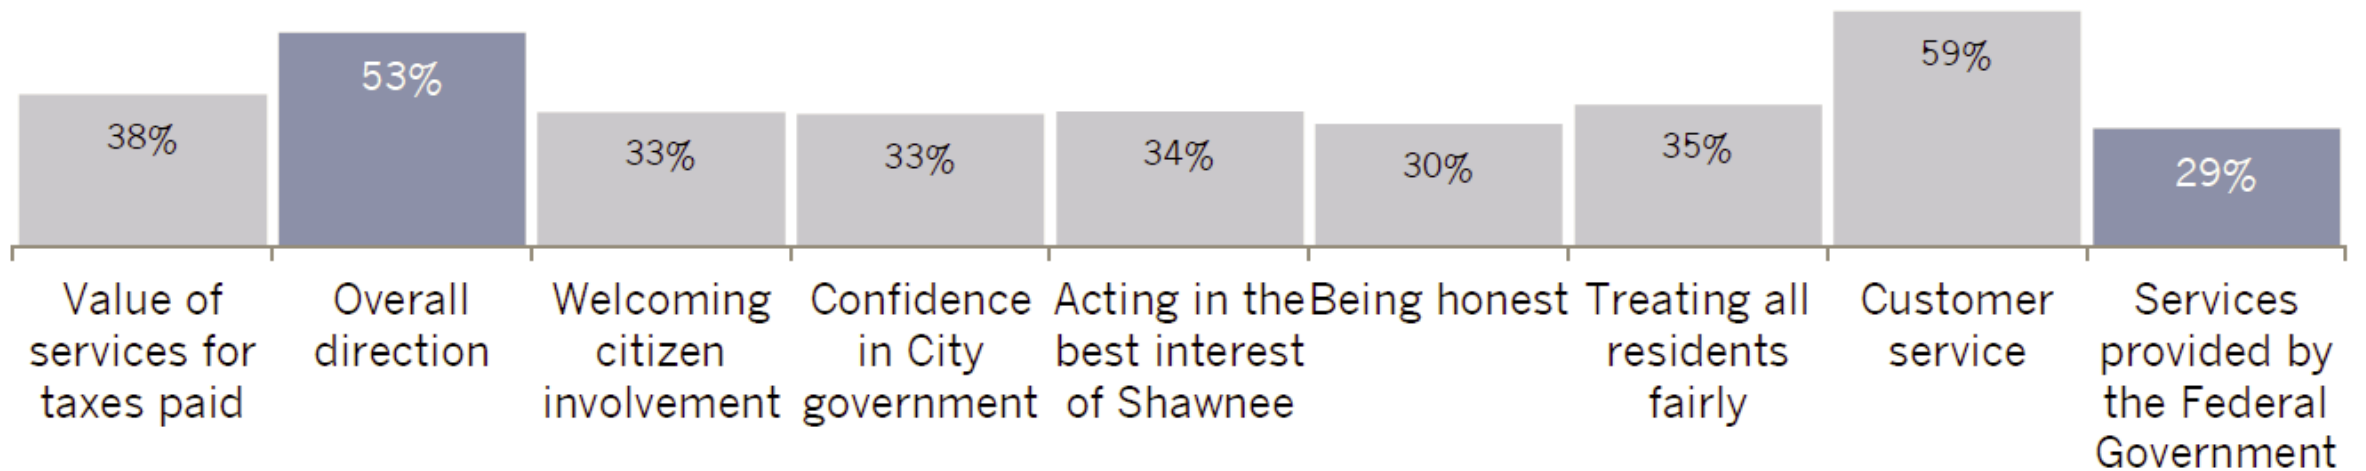 38%
53%
33%
33%
34%
30%
35%
59%
29%
Value of
services for
taxes paid
Overall
direction
Welcoming
citizen
involvement
Confidence
in City
government
Acting in the
best interest
of Shawnee
Being honest
Treating all
residents
fairly
Customer
service
Services
provided by
the Federal
Government